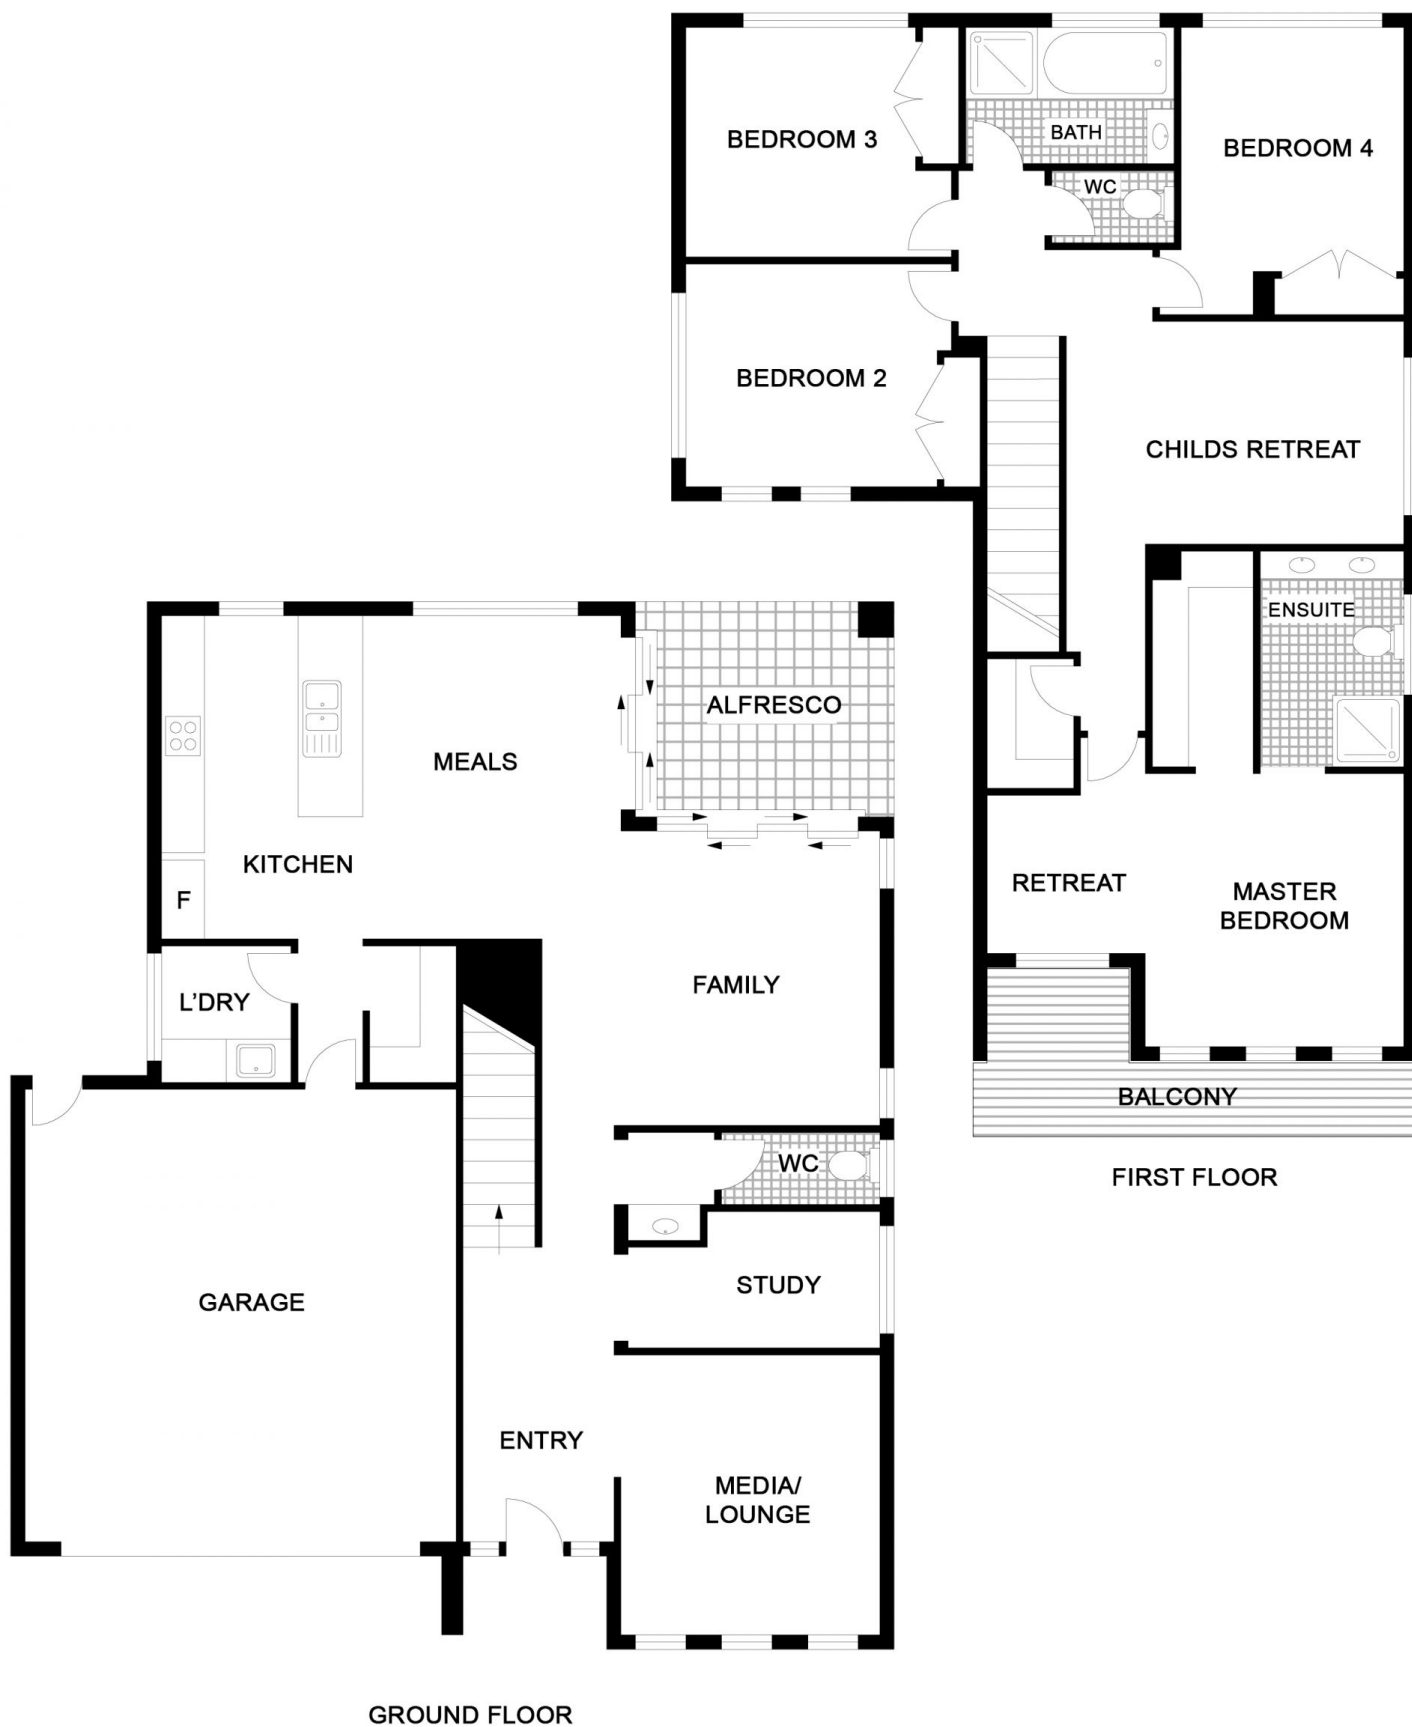 BEDROOM 3
BATH
BEDROOM 4
WC
BEDROOM 2
CHILDS RETREAT
ENSUITE
RETREAT
MASTER
BEDROOM
BALCONY
FIRST FLOOR
ALFRESCO
MEALS
KITCHEN
F
L'DRY
FAMILY
WC
STUDY
GARAGE
ENTRY
MEDIA/
LOUNGE
GROUND FLOOR